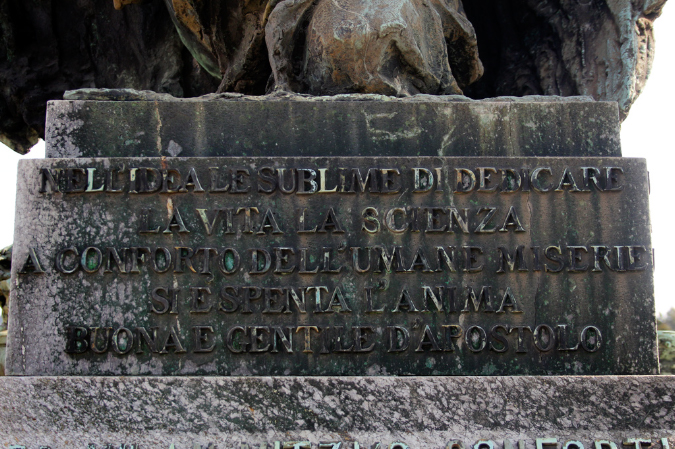 NELL'IDEALE SUBLIME DI DEDICARE
LA VITA LA SCIENZA
A CONFORTO DELL'UMANE MISERIE
SI E SPENTA L'ANIMA
BUONA E GENTILE D'APOSTOLO